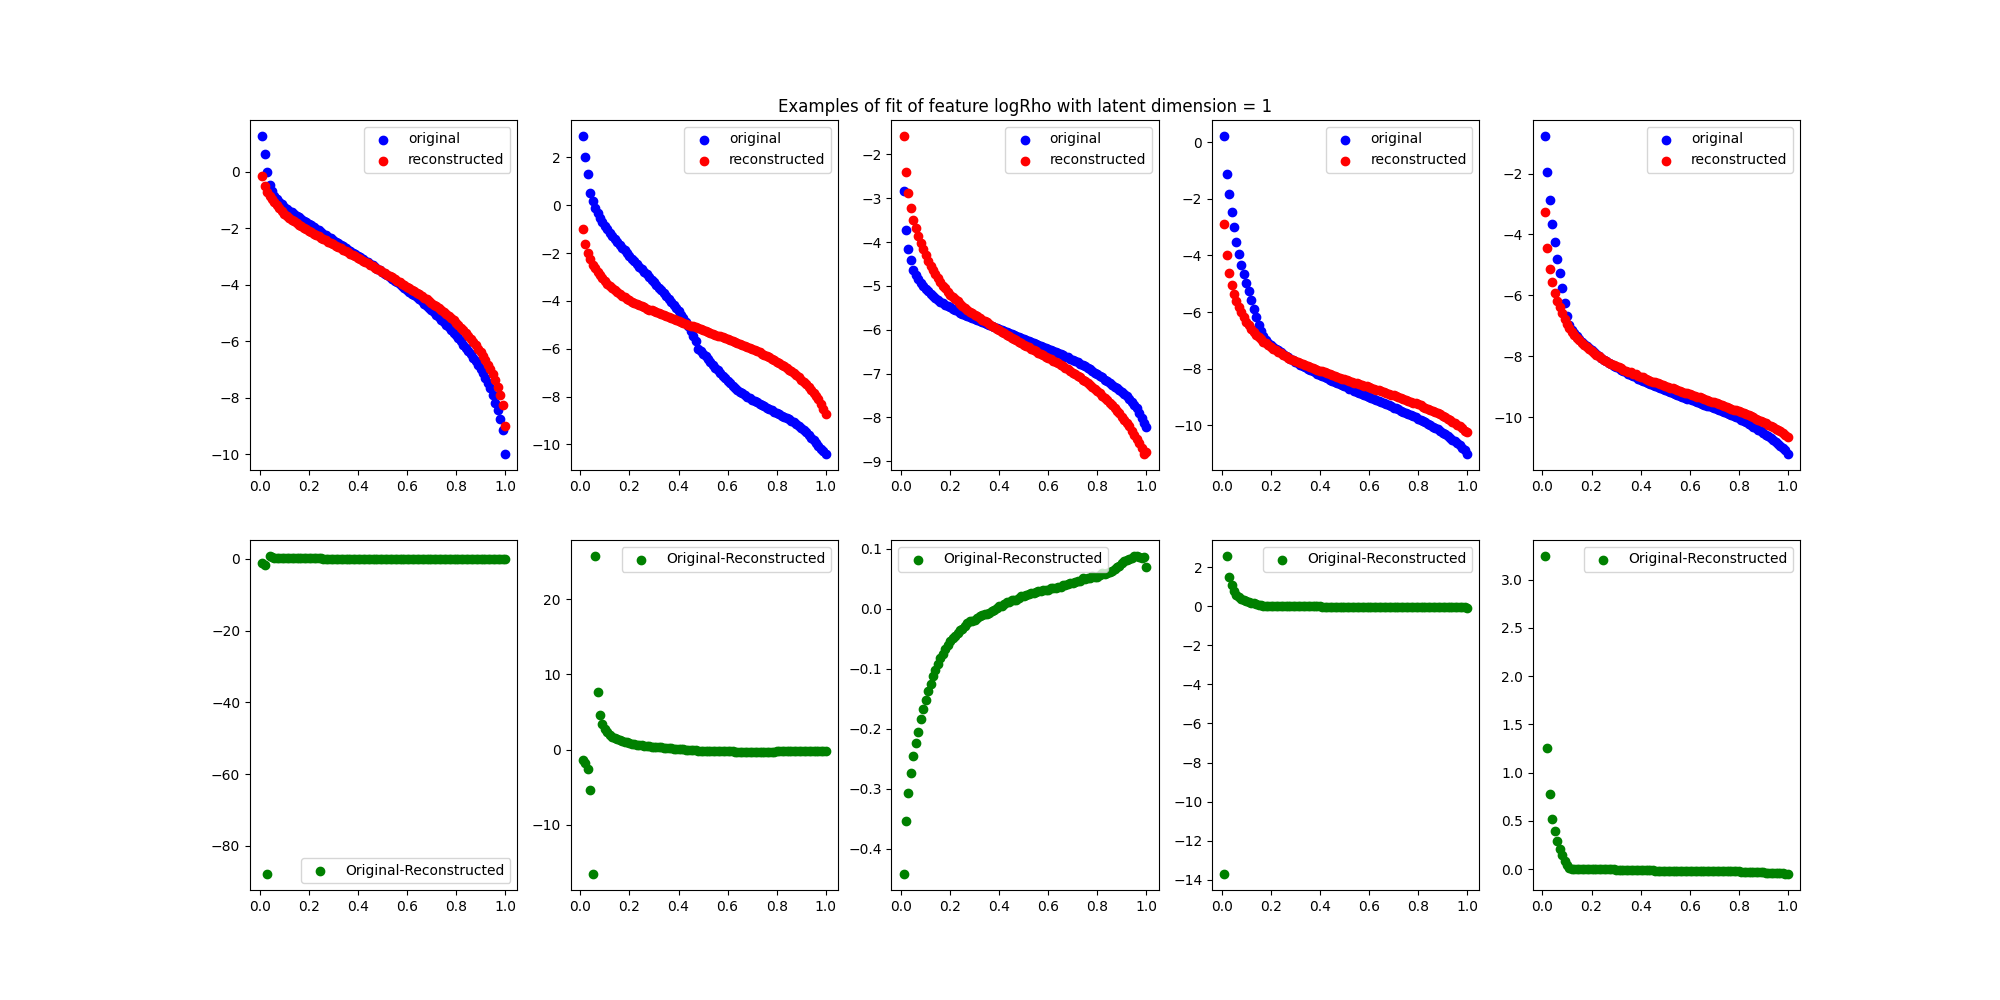 Examples of fit of feature logRho with latent dimension = 1
original
reconstructed
0
−2
−4
−6
−8
−10
0.0 0.2 0.4 0.6 0.8 1.0
original
reconstructed
2
0
−2
−4
−6
−8
−10
0.0 0.2 0.4 0.6 0.8 1.0
original
reconstructed
−2
−3
−4
−5
−6
−7
−8
−9
0.0 0.2 0.4 0.6 0.8 1.0
original
reconstructed
0
−2
−4
−6
−8
−10
0.0 0.2 0.4 0.6 0.8 1.0
original
reconstructed
−2
−4
−6
−8
−10
0.0 0.2 0.4 0.6 0.8 1.0
0
−20
−40
−60
−80
Original-Reconstructed
0.0 0.2 0.4 0.6 0.8 1.0
Original-Reconstructed
20
10
0
−10
0.0 0.2 0.4 0.6 0.8 1.0
Original-Reconstructed
0.1
0.0
−0.1
−0.2
−0.3
−0.4
0.0 0.2 0.4 0.6 0.8 1.0
Original-Reconstructed
2
0
−2
−4
−6
−8
−10
−12
−14
0.0 0.2 0.4 0.6 0.8 1.0
Original-Reconstructed
3.0
2.5
2.0
1.5
1.0
0.5
0.0
0.0 0.2 0.4 0.6 0.8 1.0